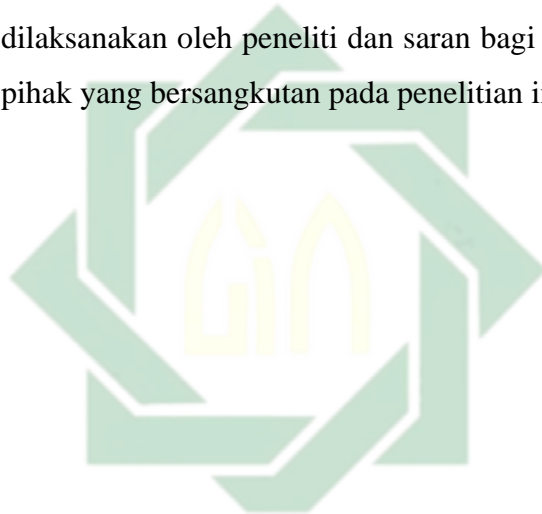 dilaksanakan oleh peneliti dan saran bagi
pihak yang bersangkutan pada penelitian